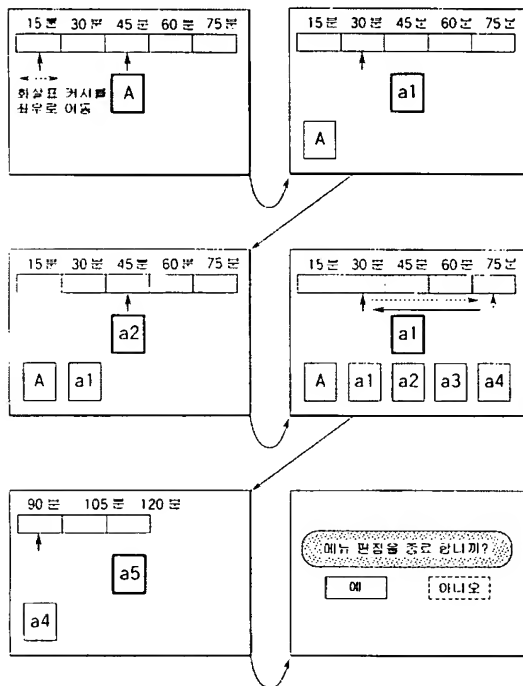 15분 30분 45분 60분 75분
화살표 커서를
좌우로 이동
A
15분 30분 45분 60분 75분
a1
A
15분 30분 45분 60분 75분
a2
A a1
15분 30분 45분 60분 75분
a1
A a1 a2 a3 a4
90분 105분 120분
a5
a4
메뉴 편집을 종료 합니까?
예 아니오